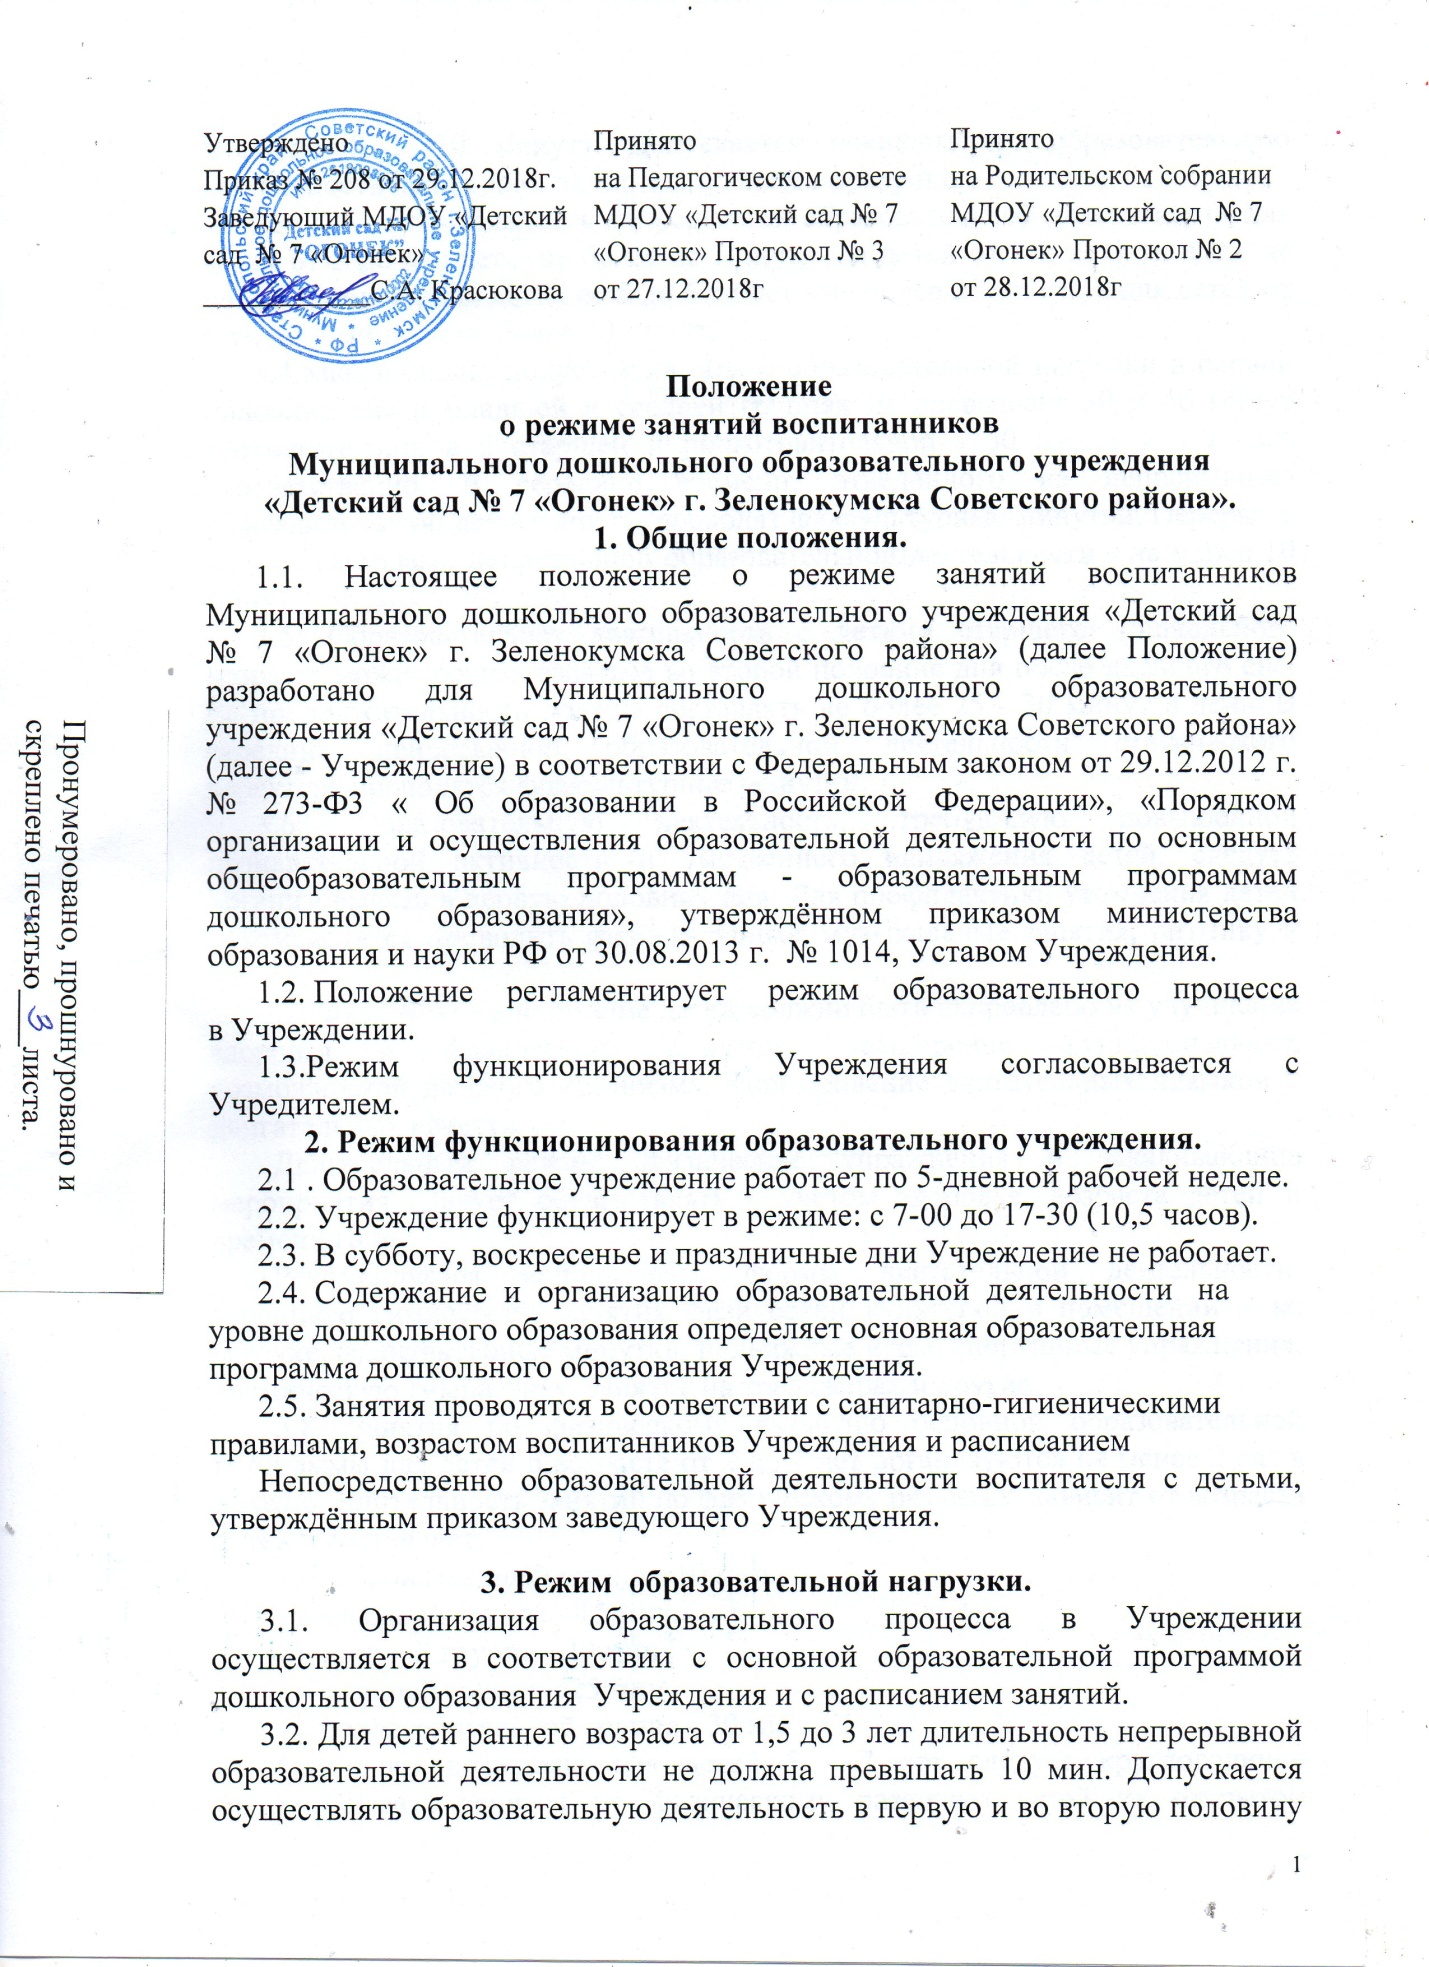 Утверждено
Приказ № 208 от 29.12.2018г.
Заведующий МДОУ «Детский
сад № 7 «Огонек»
С.А. Красюкова
Принято
на Педагогическом совете
МДОУ «Детский сад № 7
«Огонек» Протокол № 3
от 27.12.2018г
Принято
на Родительском собрании
МДОУ «Детский сад № 7
«Огонек» Протокол № 2
от 28.12.2018г
Детский сад №7
"ОГОНЕК"
Положение
о режиме занятий воспитанников
Муниципального дошкольного образовательного учреждения
«Детский сад № 7 «Огонек» г. Зеленокумска Советского района».
1. Общие положения.
1.1. Настоящее положение о режиме занятий воспитанников
Муниципального дошкольного образовательного учреждения «Детский сад
№ 7 «Огонек» г. Зеленокумска Советского района» (далее Положение)
разработано для Муниципального дошкольного образовательного
учреждения «Детский сад № 7 «Огонек» г. Зеленокумска Советского района»
(далее - Учреждение) в соответствии с Федеральным законом от 29.12.2012 г.
№ 273-ФЗ « Об образовании в Российской Федерации», «Порядком
организации и осуществления образовательной деятельности по основным
общеобразовательным программам - образовательным программам
дошкольного образования», утверждённом приказом министерства
образования и науки РФ от 30.08.2013 г. № 1014, Уставом Учреждения.
1.2. Положение регламентирует режим образовательного процесса
в Учреждении.
1.3.Режим функционирования Учреждения согласовывается с
Учредителем.
2. Режим функционирования образовательного учреждения.
2.1 . Образовательное учреждение работает по 5-дневной рабочей неделе.
2.2. Учреждение функционирует в режиме: с 7-00 до 17-30 (10,5 часов).
2.3. В субботу, воскресенье и праздничные дни Учреждение не работает.
2.4. Содержание и организацию образовательной деятельности на
уровне дошкольного образования определяет основная образовательная
программа дошкольного образования Учреждения.
2.5. Занятия проводятся в соответствии с санитарно-гигиеническими
правилами, возрастом воспитанников Учреждения и расписанием
Непосредственно образовательной деятельности воспитателя с детьми,
утверждённым приказом заведующего Учреждения.
3. Режим образовательной нагрузки.
3.1. Организация образовательного процесса в Учреждении
осуществляется в соответствии с основной образовательной программой
дошкольного образования Учреждения и с расписанием занятий.
3.2. Для детей раннего возраста от 1,5 до 3 лет длительность непрерывной
образовательной деятельности не должна превышать 10 мин. Допускается
осуществлять образовательную деятельность в первую и во вторую половину
1
Пронумеровано, прошнуровано и
скреплено печатью 3 листа.